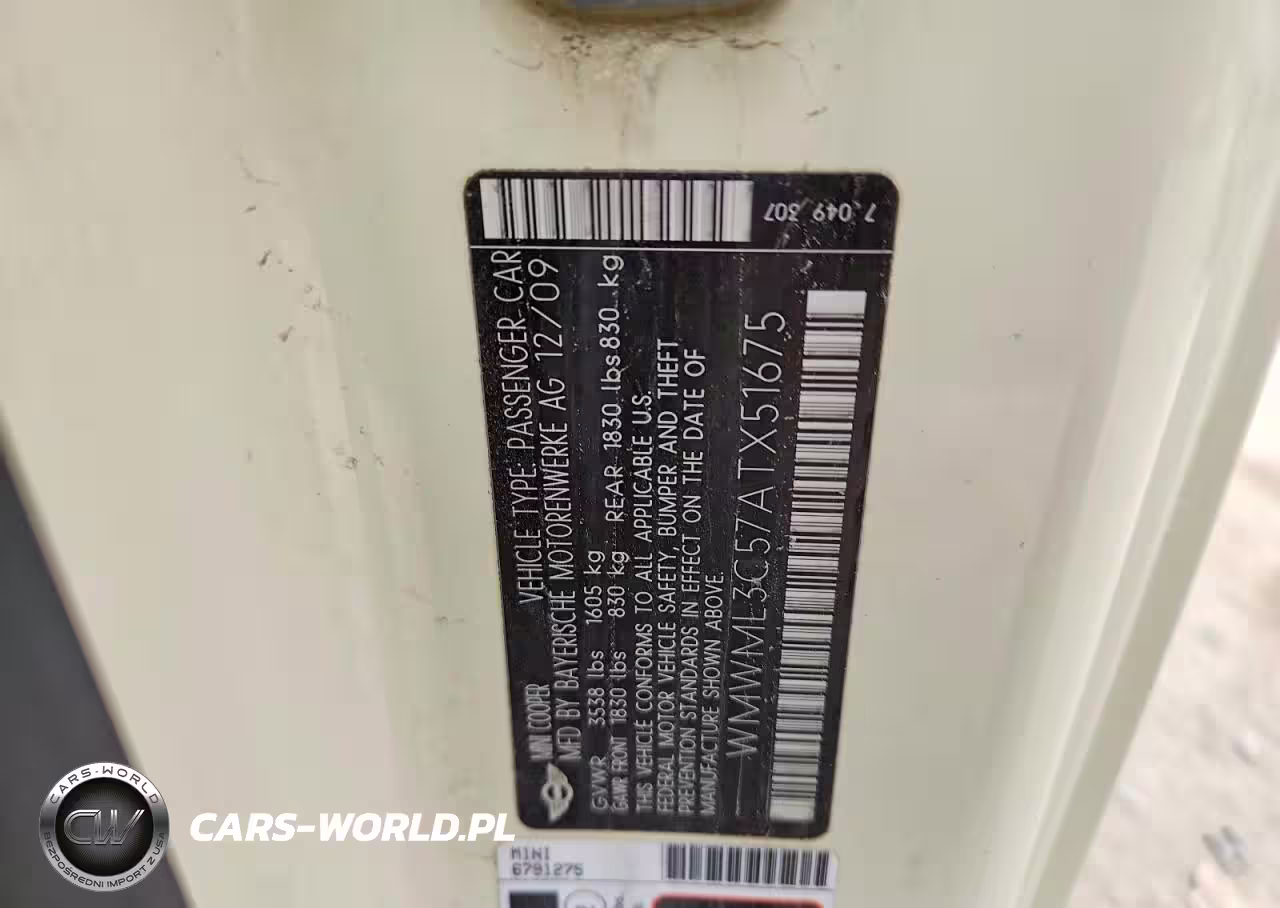 7 049 307
MINI COOPER VEHICLE TYPE: PASSENGER CAR
MFD BY BAYERISCHE MOTORENWERKE AG 12/09
GVWR 3538 lbs 1605 kg
GAWR FRONT 1830 lbs 830 kg REAR 1830 lbs 830 kg
THIS VEHICLE CONFORMS TO ALL APPLICABLE U.S.
FEDERAL MOTOR VEHICLE SAFETY, BUMPER AND THEFT
PREVENTION STANDARDS IN EFFECT ON THE DATE OF
MANUFACTURE SHOWN ABOVE.
WMWML3C57ATX51675
MINI
6791275
CARS-WORLD
CW
BEZPOŚREDNI IMPORT Z USA
CARS-WORLD.PL